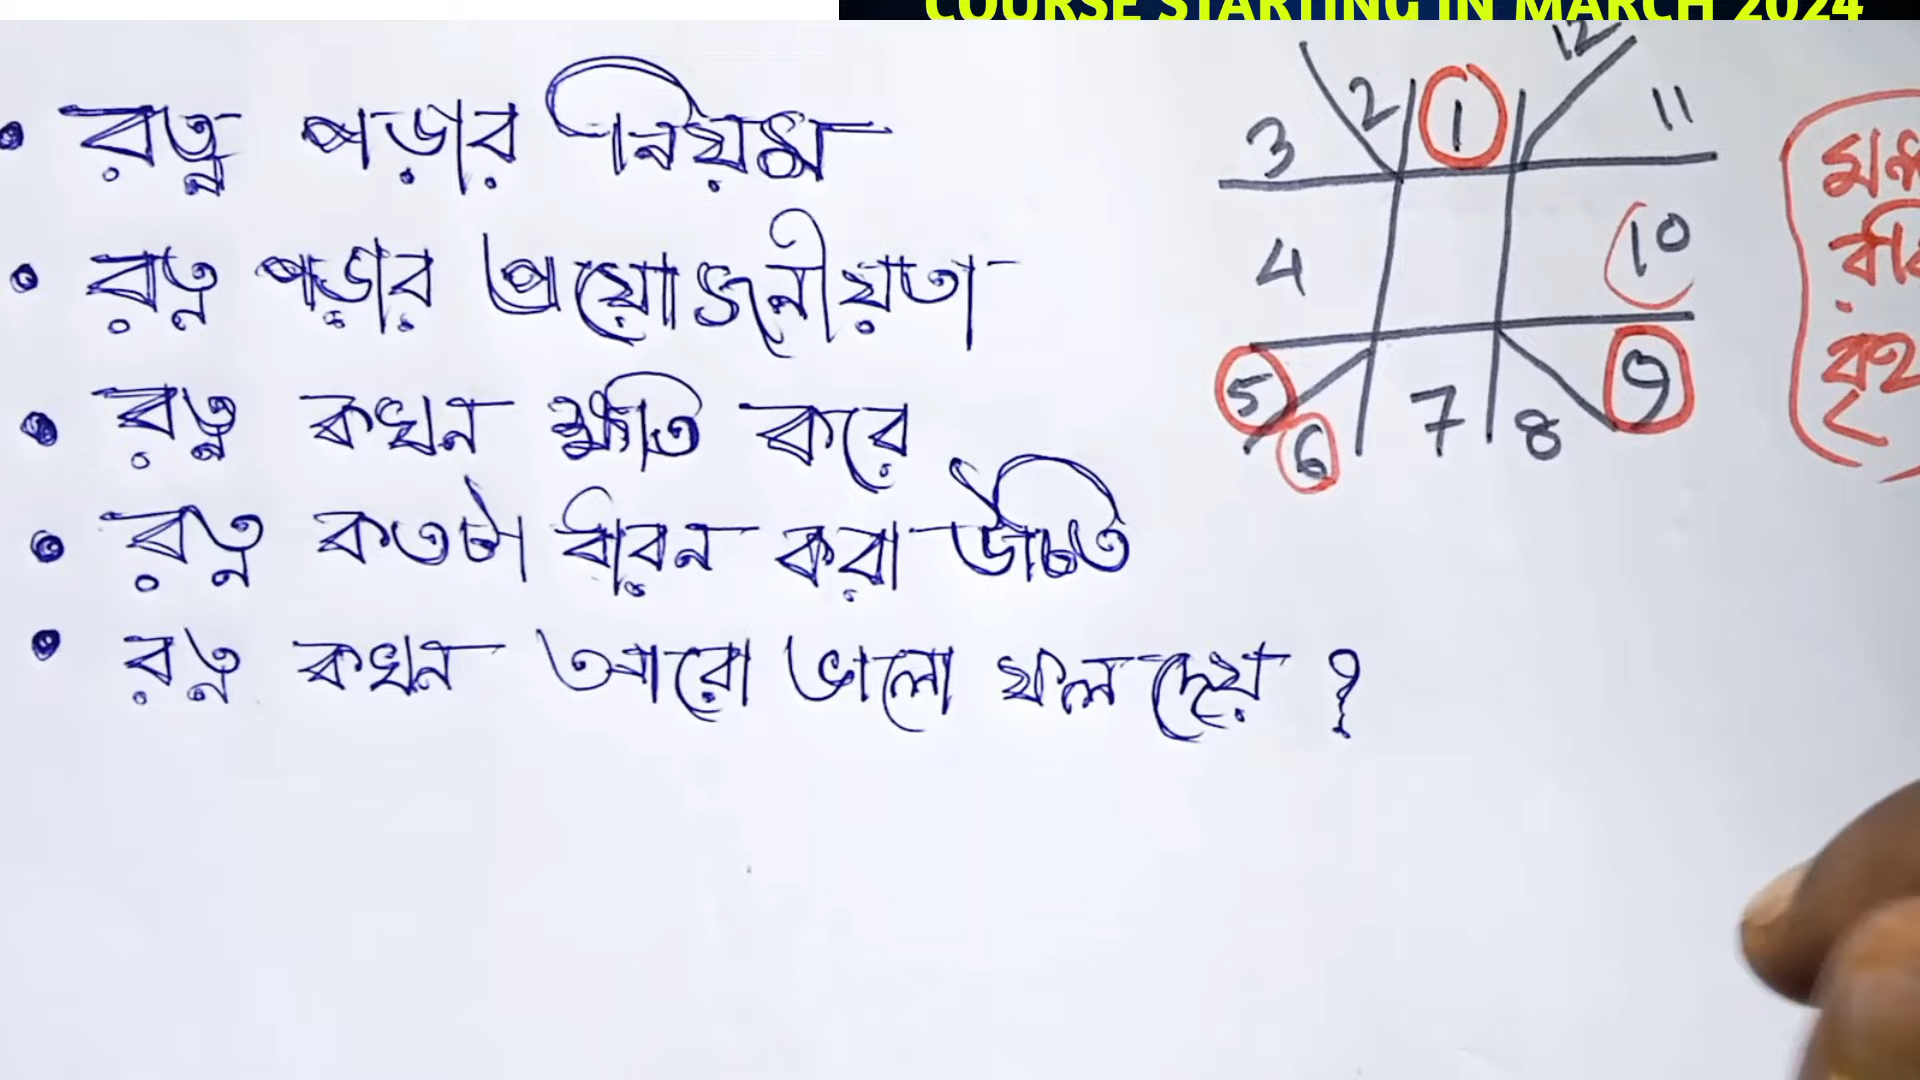 COURSE STARTING IN MARCH 2024
• রত্ন পড়ার নিয়ম
• রত্ন পড়ার প্রয়োজনীয়তা
• রত্ন কখন ক্ষতি করে
• রত্ন কতটা ধারন করা উচিত
• রত্ন কখন আরো ভালো ফল দেয় ?
12
2 1
3 11
4 10
5 9
6 7 8